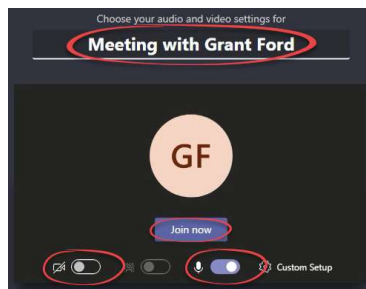 Choose your audio and video settings for
Meeting with Grant Ford
GF
Join now
Custom Setup